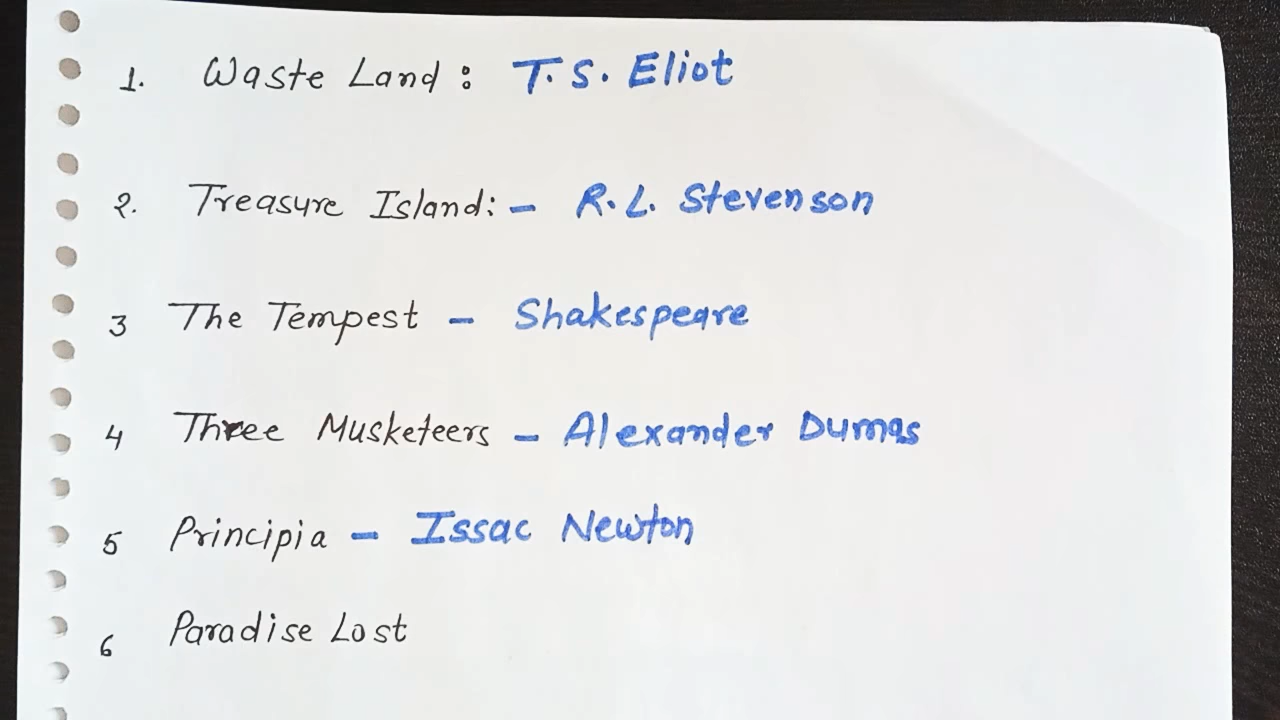 1. Waste Land : T. S. Eliot
2. Treasure Island: - R. L. Stevenson
3 The Tempest - Shakespeare
4 Three Musketeers - Alexander Dumas
5 Principia - Issac Newton
6 Paradise Lost